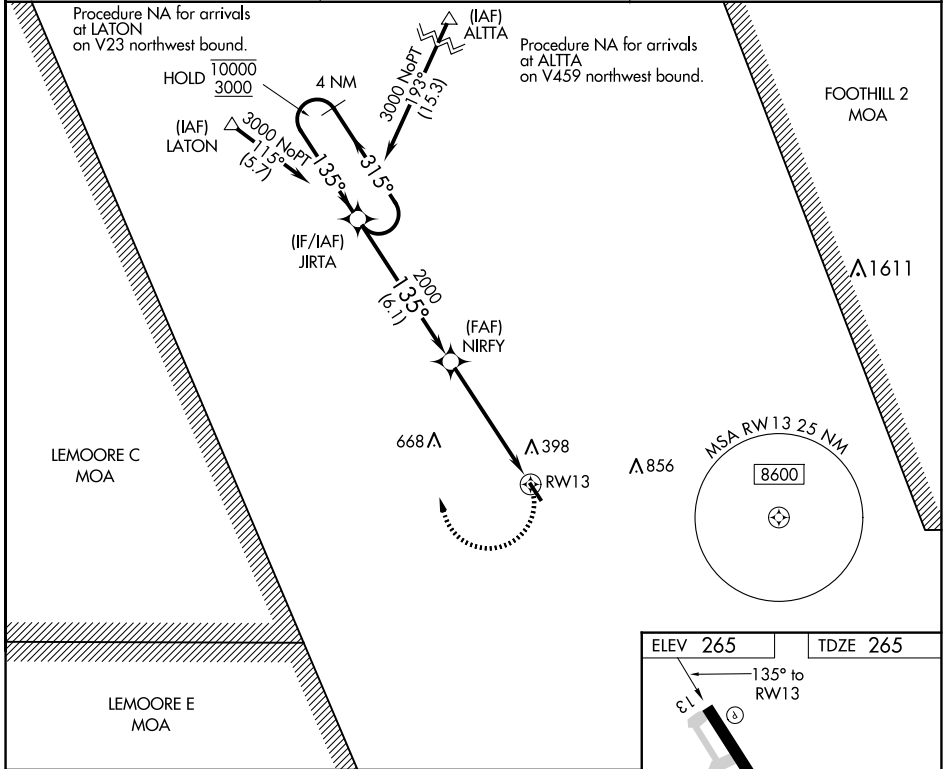 Procedure NA for arrivals
at LATON
on V23 northwest bound.
(IAF)
ALTTA
Procedure NA for arrivals
at ALTTA
on V459 northwest bound.
HOLD 10000
3000
4 NM
3000 NoPT
193°
(15.3)
FOOTHILL 2
MOA
(IAF)
LATON
3000 NoPT
115°
(5.7)
135°
315°
(IF/IAF)
JIRTA
1611
2000
135°
(6.1)
(FAF)
NIRFY
LEMOORE C
MOA
668
398
856
RW13
MSA RW13 25 NM
8600
LEMOORE E
MOA
ELEV 265
TDZE 265
135° to
RW13
13
P